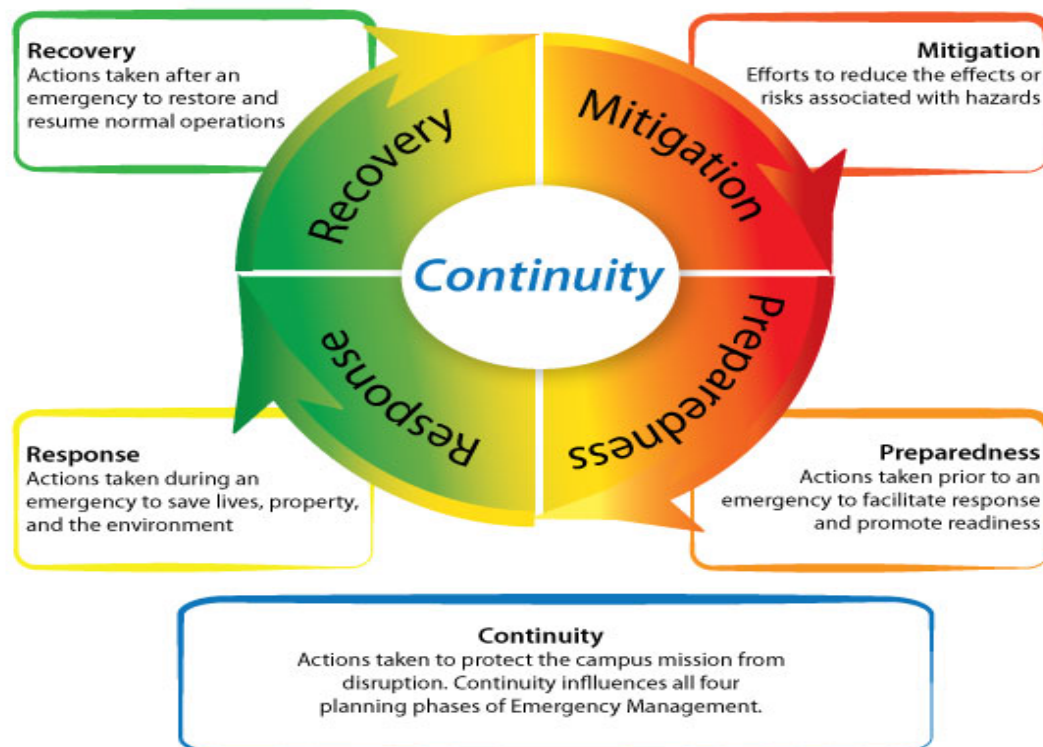 Recovery
Actions taken after an
emergency to restore and
resume normal operations
Mitigation
Efforts to reduce the effects or
risks associated with hazards
Recovery
Mitigation
Continuity
Response
Preparedness
Response
Actions taken during an
emergency to save lives, property,
and the environment
Preparedness
Actions taken prior to an
emergency to facilitate response
and promote readiness
Continuity
Actions taken to protect the campus mission from
disruption. Continuity inflluences all four
planning phases of Emergency Management.